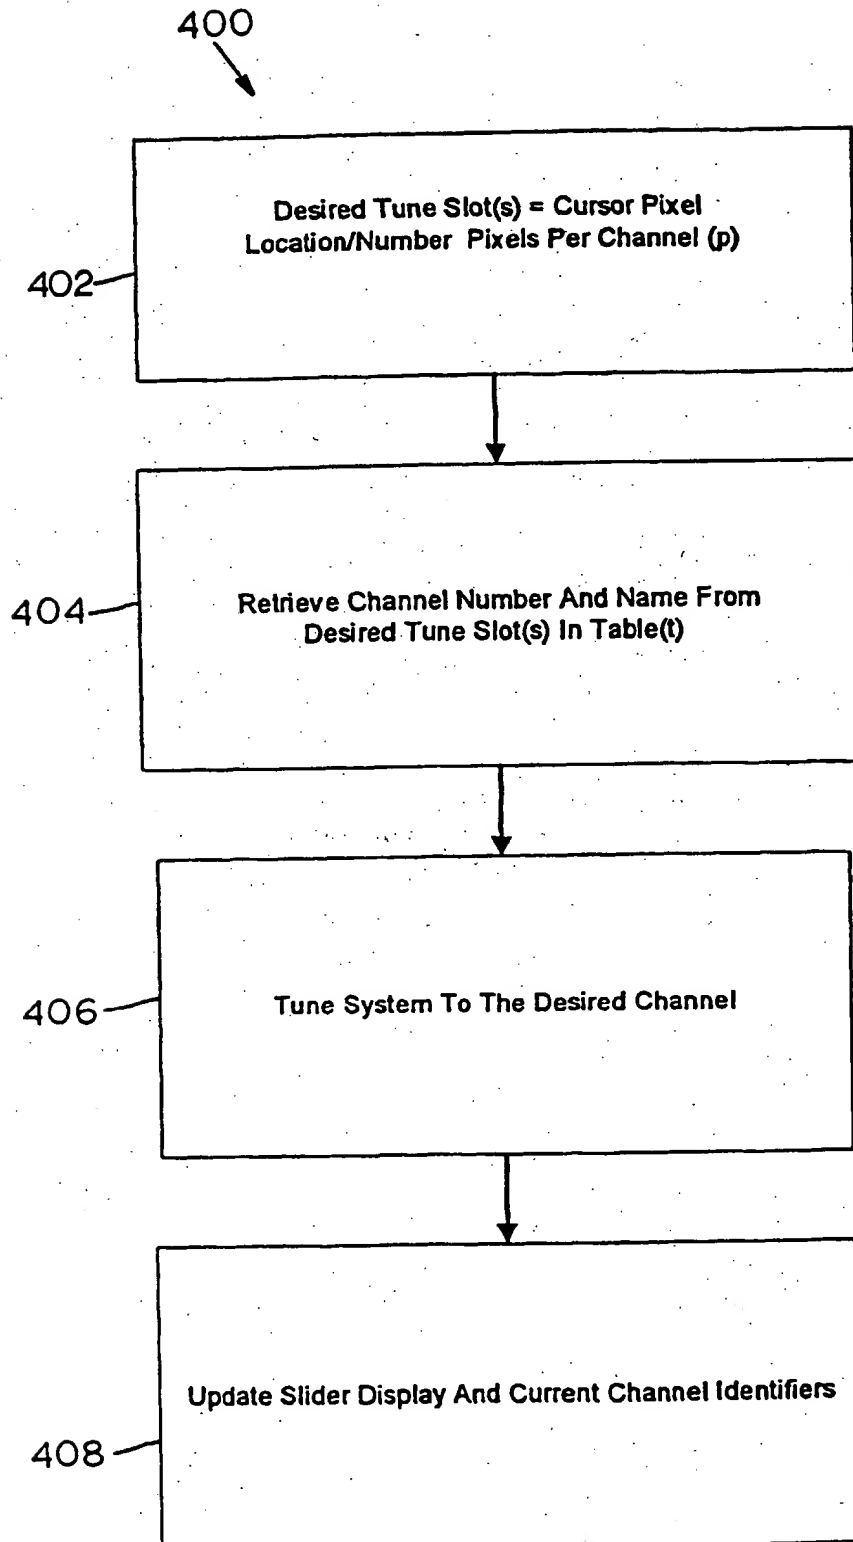 400
Desired Tune Slot(s) = Cursor Pixel
Location/Number Pixels Per Channel (p)
402
Retrieve Channel Number And Name From
Desired Tune Slot(s) In Table(t)
404
Tune System To The Desired Channel
406
Update Slider Display And Current Channel Identifiers
408